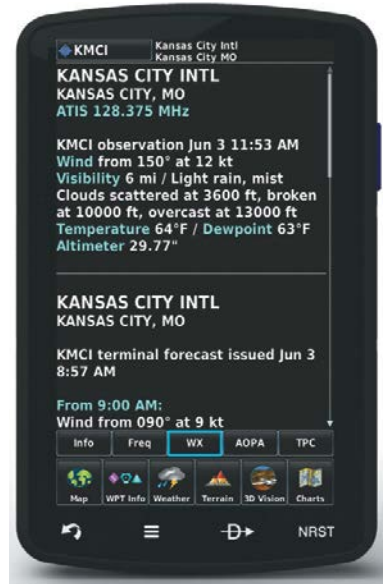 KMCI
Kansas City Intl
Kansas City MO
KANSAS CITY INTL
KANSAS CITY, MO
ATIS 128.375 MHz
KMCI observation Jun 3 11:53 AM
Wind from 150° at 12 kt
Visibility 6 mi / Light rain, mist
Clouds scattered at 3600 ft, broken
at 10000 ft, overcast at 13000 ft
Temperature 64°F / Dewpoint 63°F
Altimeter 29.77"
KANSAS CITY INTL
KANSAS CITY, MO
KMCI terminal forecast issued Jun 3
8:57 AM
From 9:00 AM:
Wind from 090° at 9 kt
Info Freq WX AOPA TPC
Map WPT Info Weather Terrain 3D Vision Charts
D NRST